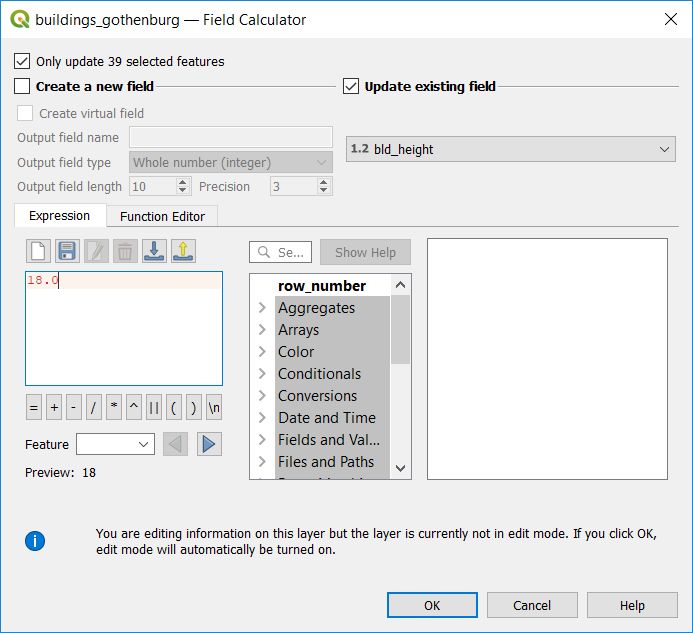 buildings_gothenburg — Field Calculator
Only update 39 selected features
Create a new field
Update existing field
Create virtual field
Output field name
1.2 bld_height
Output field type Whole number (integer)
Output field length 10 Precision 3
Expression Function Editor
Se... Show Help
18.0
row_number
Aggregates
Arrays
Color
Conditionals
Conversions
Date and Time
Fields and Val...
Files and Paths
= + - / * ^ || ( ) \n
Feature
Preview: 18
You are editing information on this layer but the layer is currently not in edit mode. If you click OK,
edit mode will automatically be turned on.
OK Cancel Help